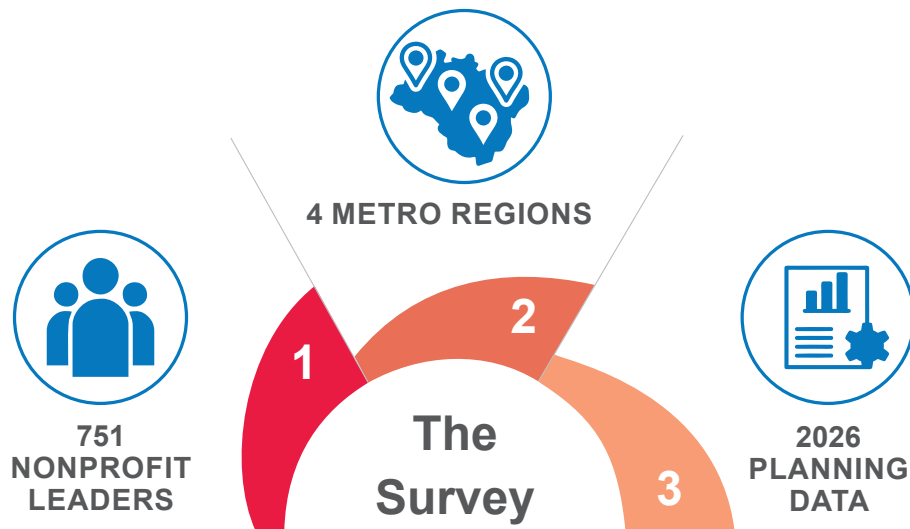 4 METRO REGIONS
1
2
3
751
NONPROFIT
LEADERS
The
Survey
2026
PLANNING
DATA